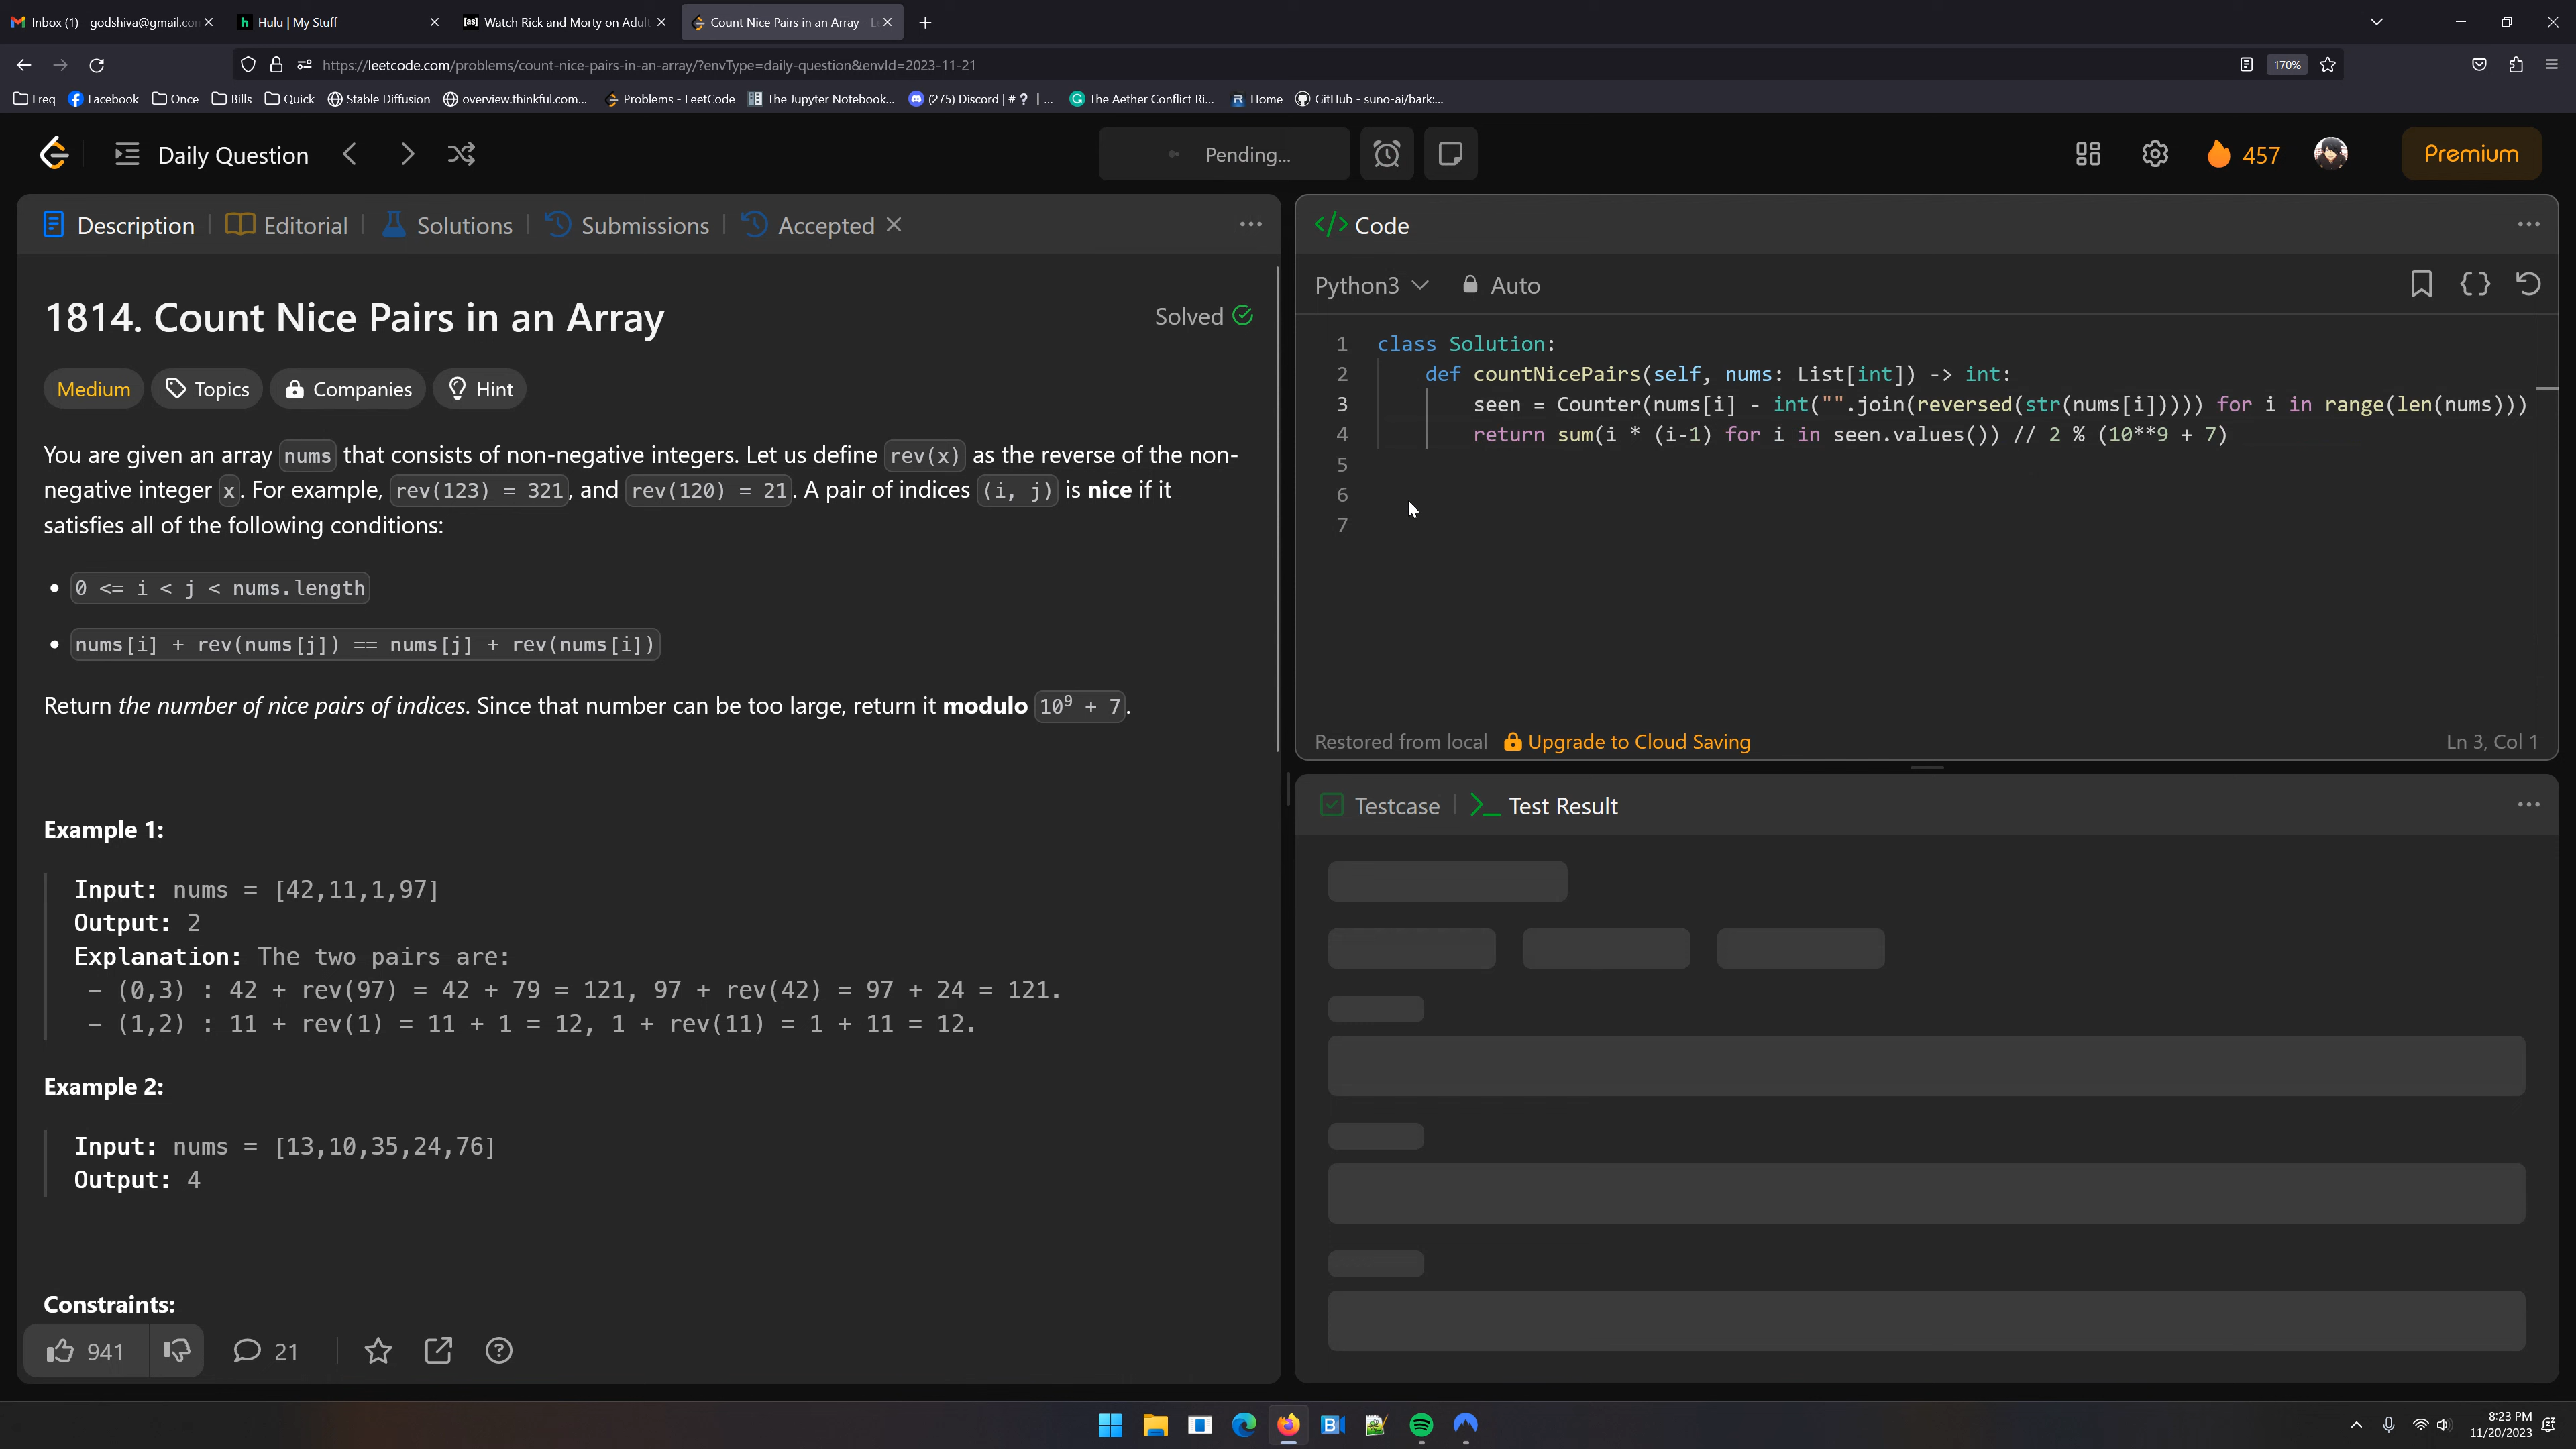 Inbox (1) - godshiva@gmail.con
Hulu | My Stuff
[as] Watch Rick and Morty on Adult
Count Nice Pairs in an Array - L
https://leetcode.com/problems/count-nice-pairs-in-an-array/?envType=daily-question&envId=2023-11-21
170%
Freq
Facebook
Once
Bills
Quick
Stable Diffusion
overview.thinkful.com...
Problems - LeetCode
The Jupyter Notebook...
(275) Discord | # ? | ...
The Aether Conflict Ri...
Home
GitHub - suno-ai/bark:...
Daily Question
Pending...
457
Premium
Description
Editorial
Solutions
Submissions
Accepted
1814. Count Nice Pairs in an Array
Solved
Medium
Topics
Companies
Hint
You are given an array nums that consists of non-negative integers. Let us define rev(x) as the reverse of the non-
negative integer x. For example, rev(123) = 321, and rev(120) = 21. A pair of indices (i, j) is nice if it
satisfies all of the following conditions:
• 0 <= i < j < nums.length
• nums[i] + rev(nums[j]) == nums[j] + rev(nums[i])
Return the number of nice pairs of indices. Since that number can be too large, return it modulo 10⁹ + 7.
Example 1:
Input: nums = [42,11,1,97]
Output: 2
Explanation: The two pairs are:
- (0,3) : 42 + rev(97) = 42 + 79 = 121, 97 + rev(42) = 97 + 24 = 121.
- (1,2) : 11 + rev(1) = 11 + 1 = 12, 1 + rev(11) = 1 + 11 = 12.
Example 2:
Input: nums = [13,10,35,24,76]
Output: 4
Constraints:
941
21
</> Code
Python3
Auto
1 class Solution:
2 def countNicePairs(self, nums: List[int]) -> int:
3 seen = Counter(nums[i] - int("".join(reversed(str(nums[i])))) for i in range(len(nums)))
4 return sum(i * (i-1) for i in seen.values()) // 2 % (10**9 + 7)
5
6
7
Restored from local
Upgrade to Cloud Saving
Ln 3, Col 1
Testcase
Test Result
8:23 PM
11/20/2023